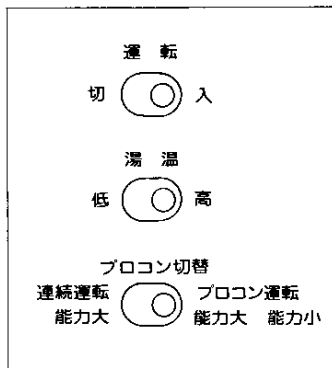 運 転
切 入
湯 温
低 高
プロコン切替
連続運転 プロコン運転
能力大 能力大 能力小